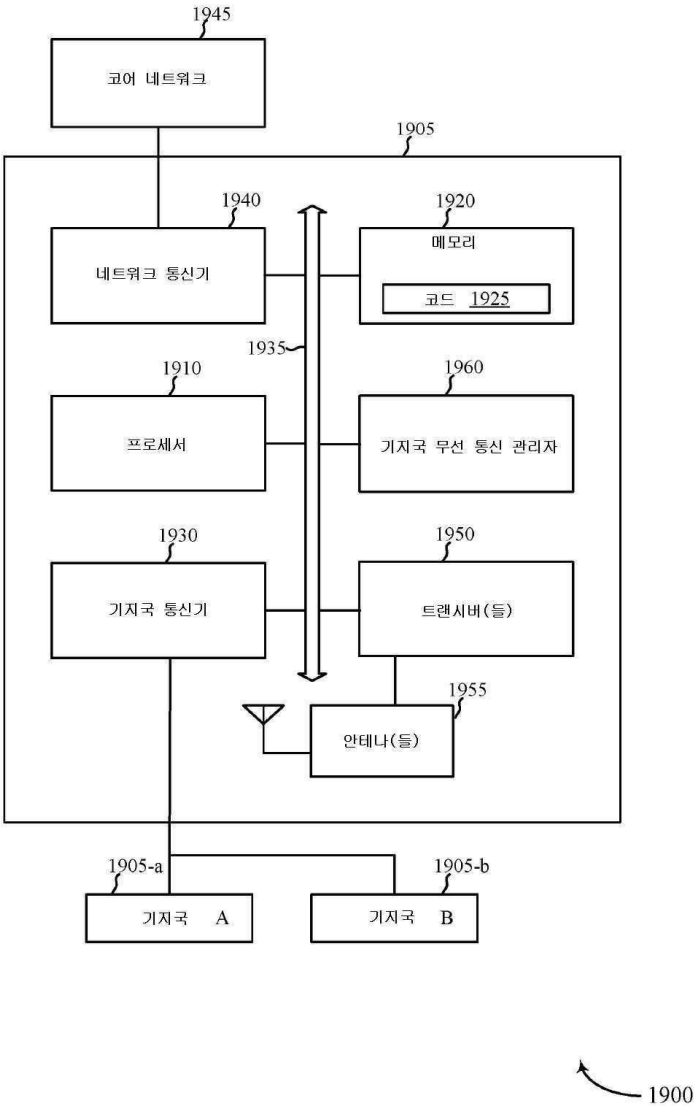 1945
코어 네트워크
1905
1940
네트워크 통신기
1920
메모리
코드 1925
1935
1910
프로세서
1960
기지국 무선 통신 관리자
1930
기지국 통신기
1950
트랜시버(들)
1955
안테나(들)
1905-a
기지국 A
1905-b
기지국 B
1900